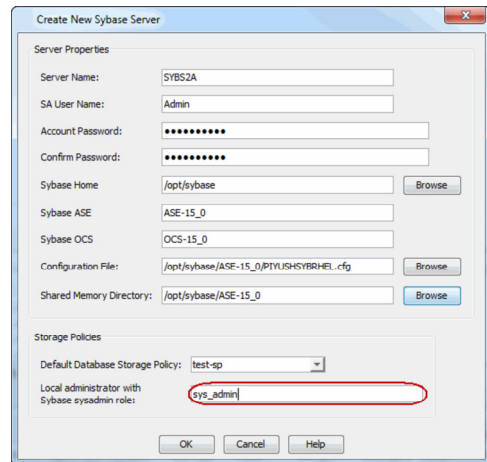 Create New Sybase Server
Server Properties
Server Name: SYBS2A
SA User Name: Admin
Account Password: ••••••••••
Confirm Password: ••••••••••
Sybase Home /opt/sybase Browse
Sybase ASE ASE-15_0
Sybase OCS OCS-15_0
Configuration File: /opt/sybase/ASE-15_0/PIYUSHSYBRHEL.cfg Browse
Shared Memory Directory: /opt/sybase/ASE-15_0 Browse
Storage Policies
Default Database Storage Policy: test-sp
Local administrator with
Sybase sysadmin role: sys_admin
OK Cancel Help